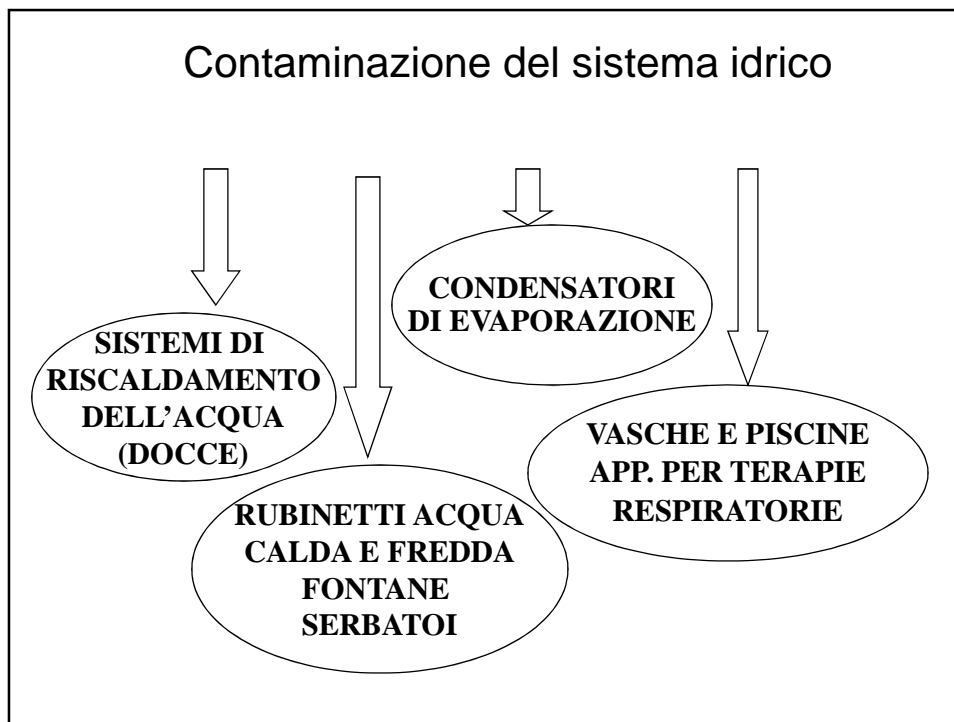 Contaminazione del sistema idrico
SISTEMI DI
RISCALDAMENTO
DELL’ACQUA
(DOCCE)
RUBINETTI ACQUA
CALDA E FREDDA
FONTANE
SERBATOI
CONDENSATORI
DI EVAPORAZIONE
VASCHE E PISCINE
APP. PER TERAPIE
RESPIRATORIE